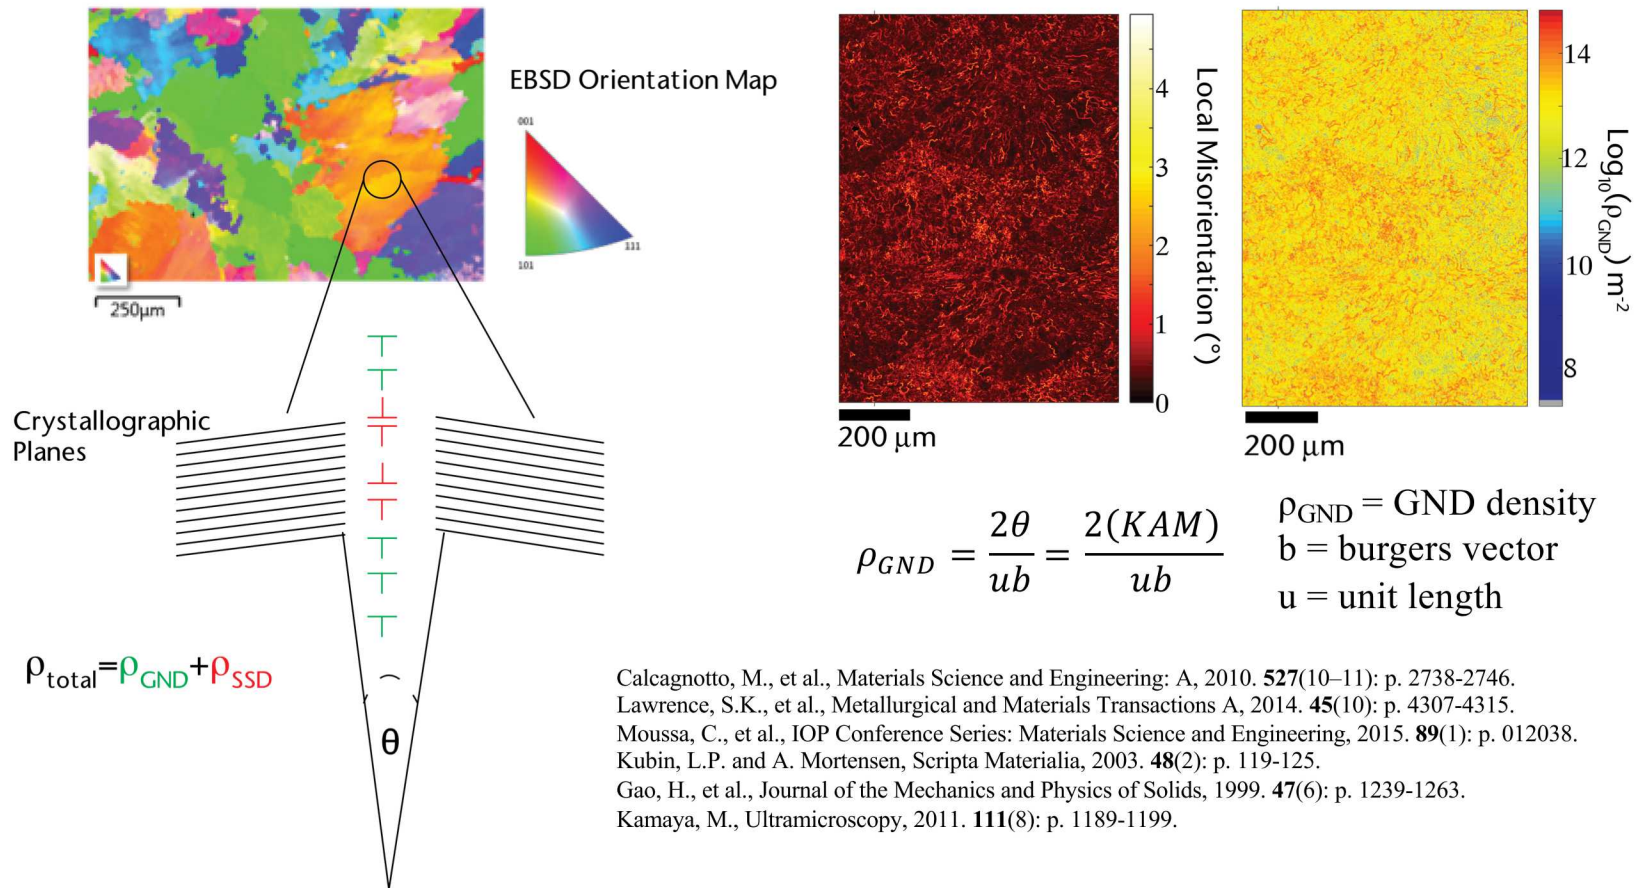 EBSD Orientation Map
001
101
111
250µm
Crystallographic
Planes
ρtotal=ρGND+ρSSD
θ
4
3
2
1
0
Local Misorientation (°)
200 µm
14
12
10
8
Log10(ρGND) m-2
200 µm
ρGND = 2θ/ub = 2(KAM)/ub
ρGND = GND density
b = burgers vector
u = unit length
Calcagnotto, M., et al., Materials Science and Engineering: A, 2010. 527(10–11): p. 2738-2746.
Lawrence, S.K., et al., Metallurgical and Materials Transactions A, 2014. 45(10): p. 4307-4315.
Moussa, C., et al., IOP Conference Series: Materials Science and Engineering, 2015. 89(1): p. 012038.
Kubin, L.P. and A. Mortensen, Scripta Materialia, 2003. 48(2): p. 119-125.
Gao, H., et al., Journal of the Mechanics and Physics of Solids, 1999. 47(6): p. 1239-1263.
Kamaya, M., Ultramicroscopy, 2011. 111(8): p. 1189-1199.